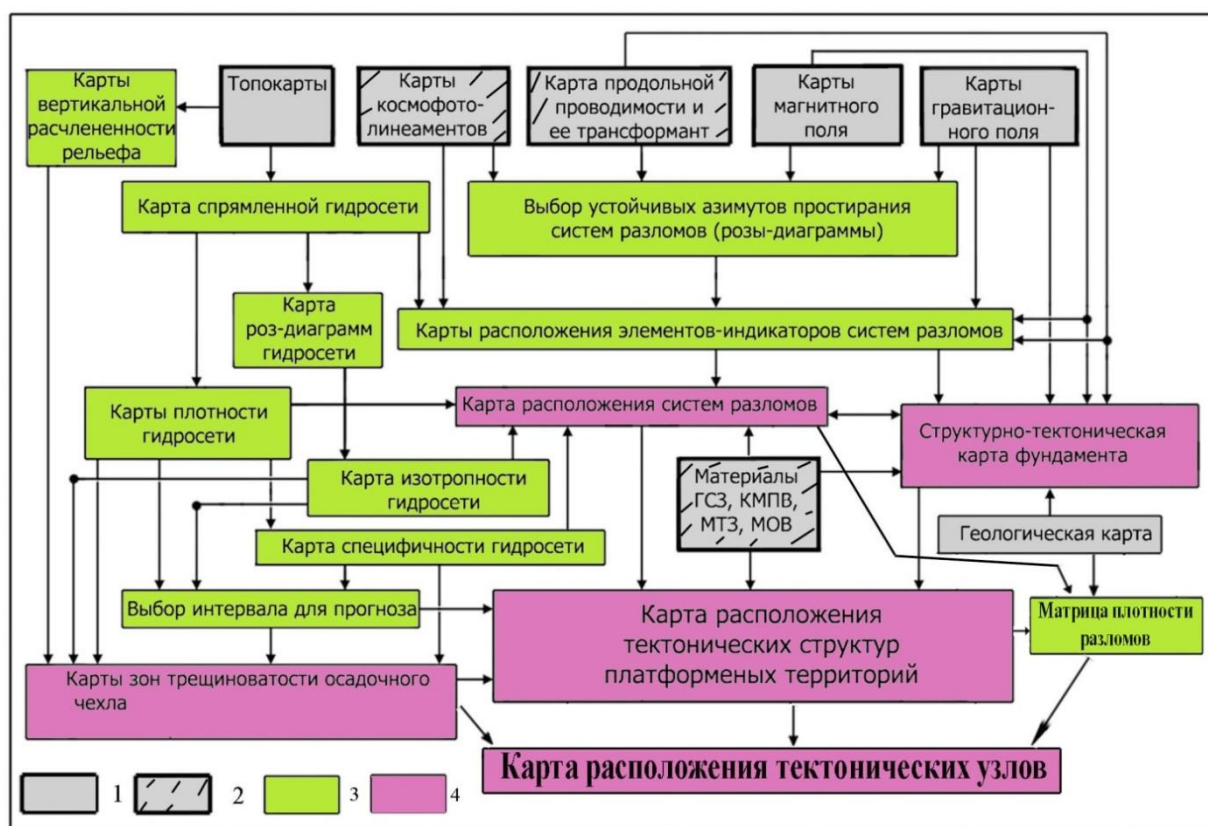 Карты
вертикальной
расчлененности
рельефа
Топокарты
Карты
космофото-
линеаментов
Карта продольной
проводимости и
ее трансформант
Карты
магнитного
поля
Карты
гравитацион-
ного поля
Карта спрямленной гидросети
Выбор устойчивых азимутов простирания
систем разломов (розы-диаграммы)
Карта
роз-диаграмм
гидросети
Карты расположения элементов-индикаторов систем разломов
Карты плотности
гидросети
Карта расположения систем разломов
Структурно-тектоническая
карта фундамента
Карта изотропности
гидросети
Материалы
ГСЗ, КМПВ,
МТЗ, МОВ
Карта специфичности гидросети
Геологическая карта
Выбор интервала для прогноза
Карта расположения
тектонических структур
платформеных территорий
Матрица плотности
разломов
Карты зон трещиноватости осадочного
чехла
Карта расположения тектонических узлов
1
2
3
4